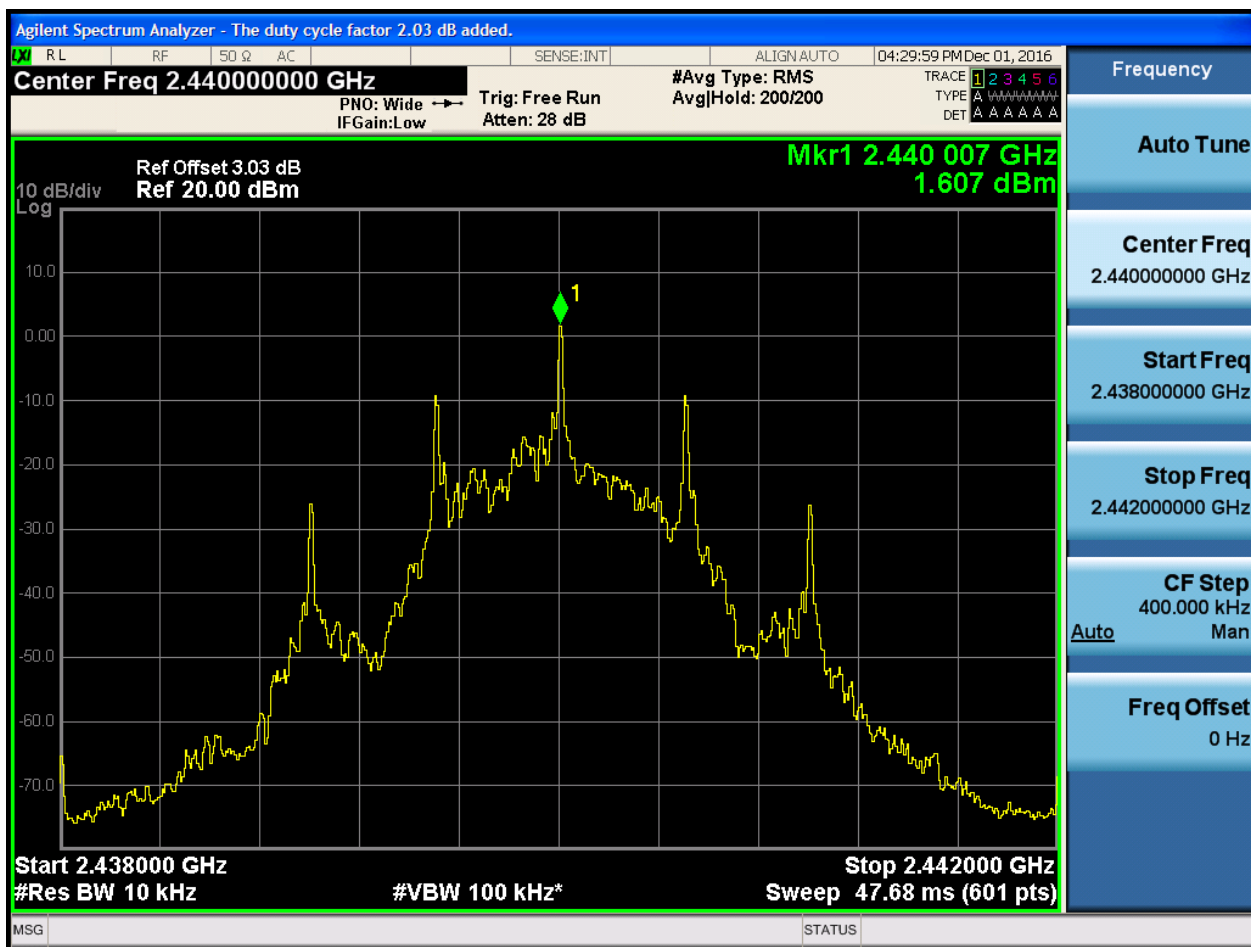 Agilent Spectrum Analyzer - The duty cycle factor 2.03 dB added.
LXI RL RF 50 Ω AC SENSE:INT ALIGN AUTO 04:29:59 PM Dec 01, 2016
Center Freq 2.440000000 GHz
PNO: Wide
IFGain:Low
Trig: Free Run
Atten: 28 dB
#Avg Type: RMS
Avg|Hold: 200/200
TRACE 1 2 3 4 5 6
TYPE A WWWWW
DET A A A A A A
Mkr1 2.440 007 GHz
1.607 dBm
Ref Offset 3.03 dB
10 dB/div Ref 20.00 dBm
Log
1
10.0
0.00
-10.0
-20.0
-30.0
-40.0
-50.0
-60.0
-70.0
Start 2.438000 GHz Stop 2.442000 GHz
#Res BW 10 kHz #VBW 100 kHz* Sweep 47.68 ms (601 pts)
MSG STATUS
Frequency
Auto Tune
Center Freq
2.440000000 GHz
Start Freq
2.438000000 GHz
Stop Freq
2.442000000 GHz
CF Step
400.000 kHz
Auto Man
Freq Offset
0 Hz